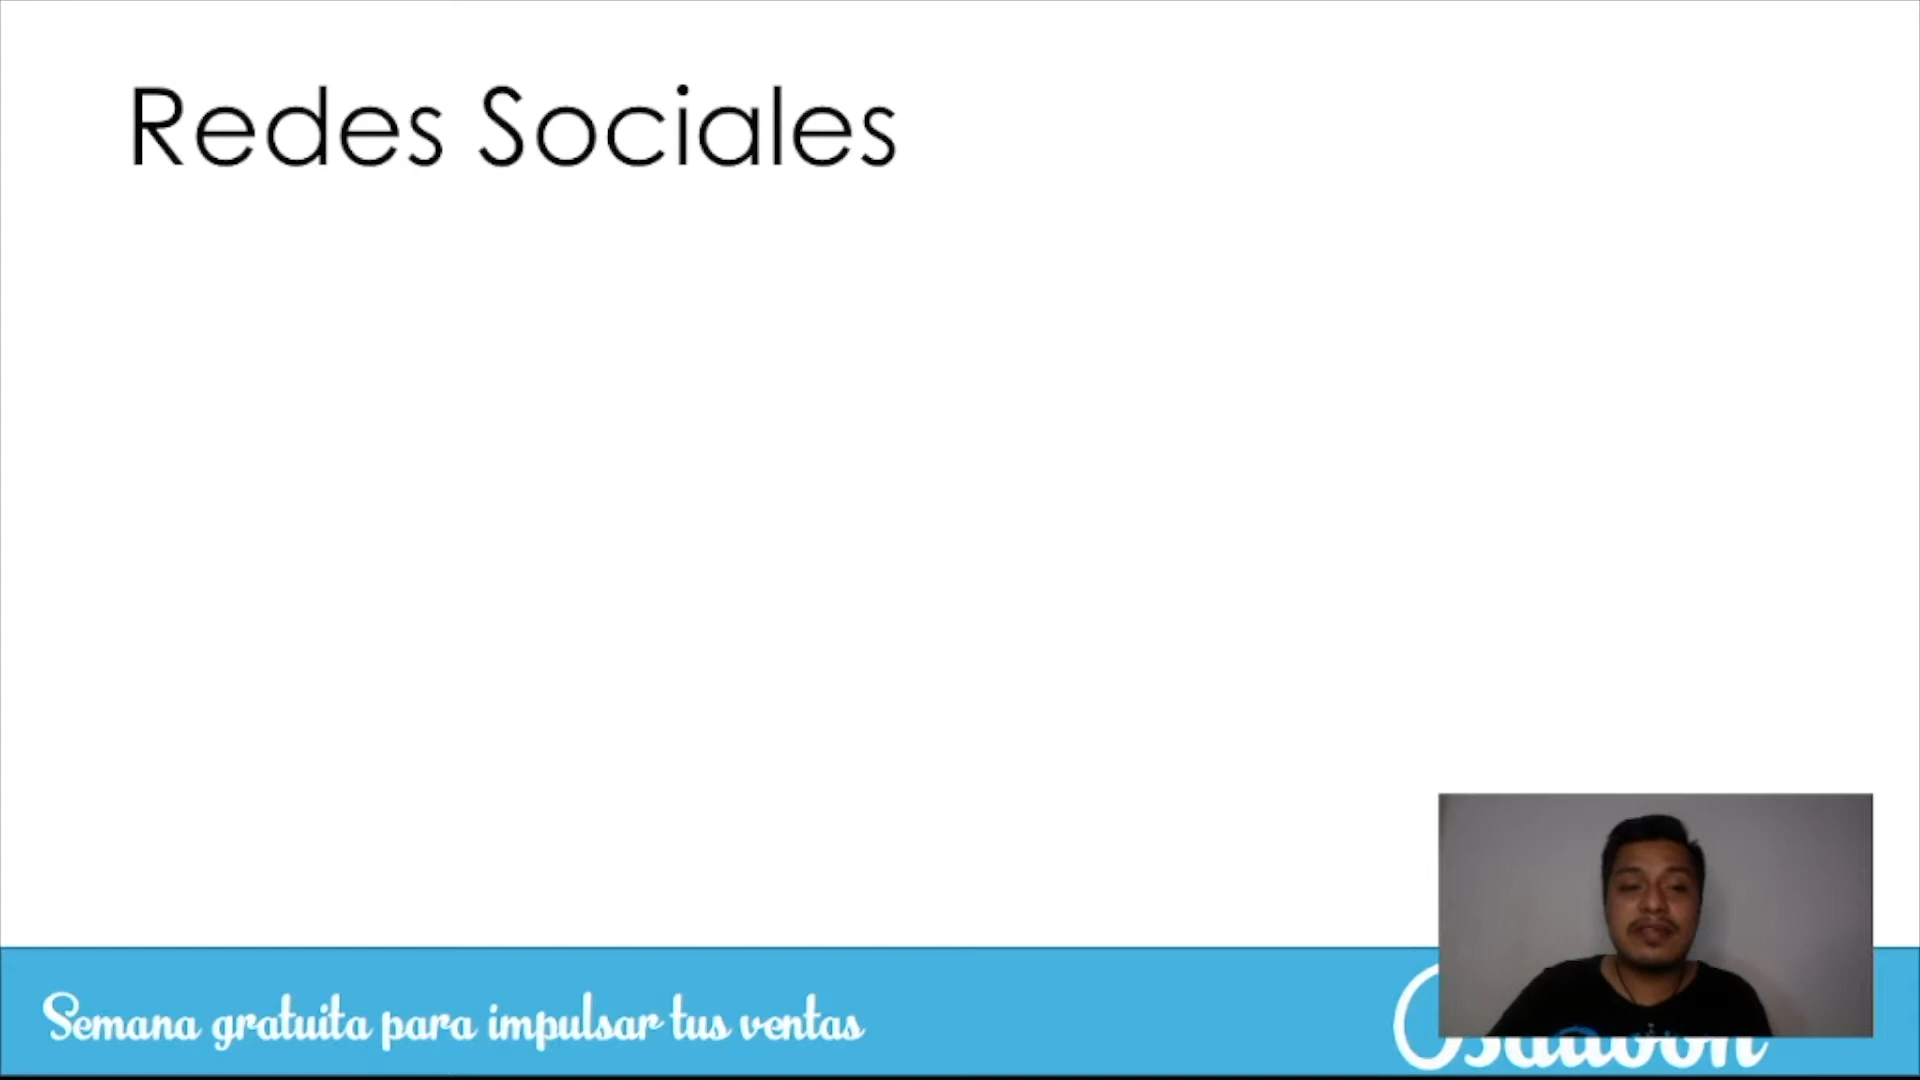 Redes Sociales
Semana gratuita para impulsar tus ventas